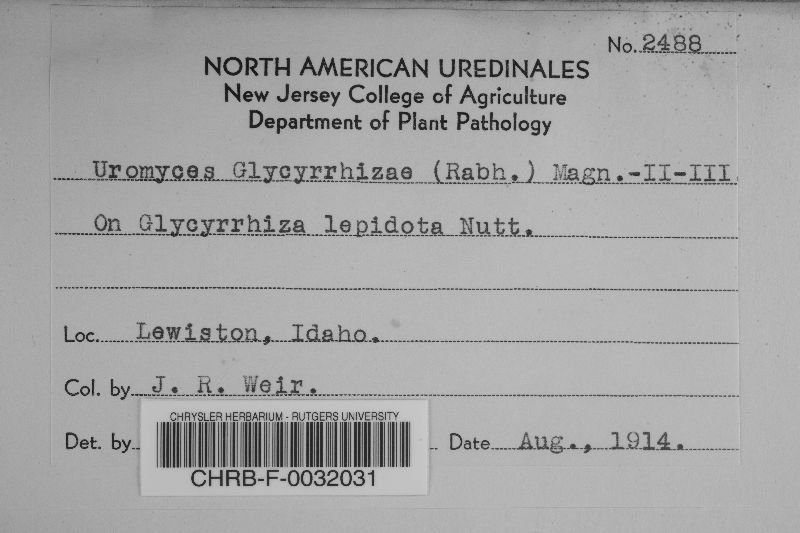 No. 2488
NORTH AMERICAN UREDINALES
New Jersey College of Agriculture
Department of Plant Pathology
Uromyces Glycyrrhizae (Rabh.) Magn.-II-III
On Glycyrrhiza lepidota Nutt.
Loc. Lewiston, Idaho.
Col. by J. R. Weir.
Det. by
Date Aug., 1914.
CHRYSLER HERBARIUM - RUTGERS UNIVERSITY
CHRB-F-0032031